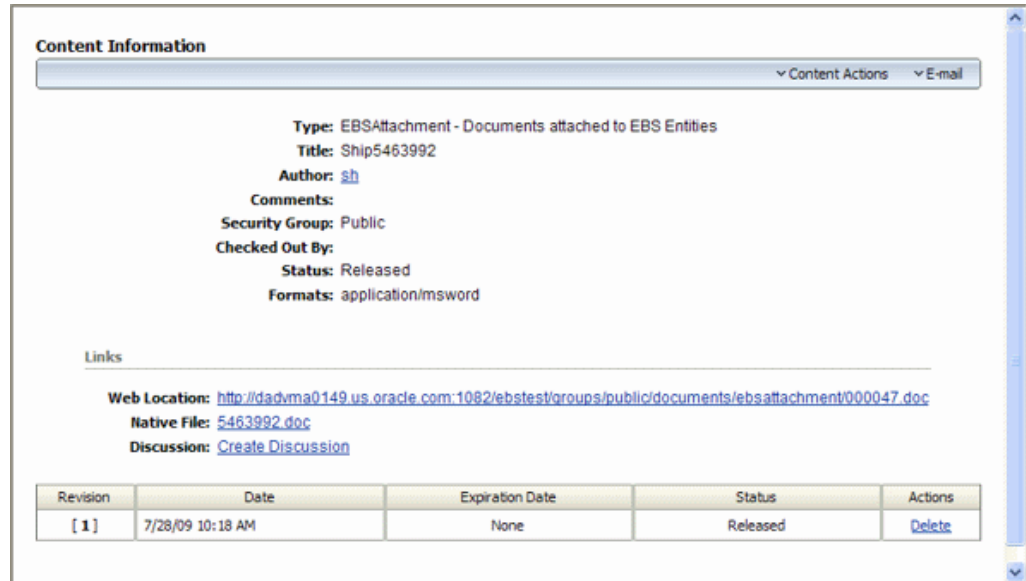 Content Information
Content Actions E-mail
Type: EBSAttachment - Documents attached to EBS Entities
Title: Ship5463992
Author: sh
Comments:
Security Group: Public
Checked Out By:
Status: Released
Formats: application/msword
Links
Web Location: http://dadvma0149.us.oracle.com:1082/ebstest/groups/public/documents/ebsattachment/000047.doc
Native File: 5463992.doc
Discussion: Create Discussion
Revision Date Expiration Date Status Actions
[ 1 ] 7/28/09 10:18 AM None Released Delete